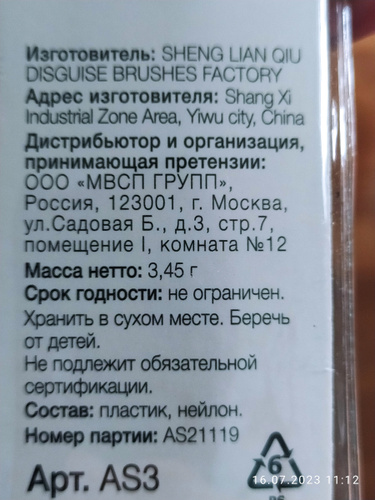 Изготовитель: SHENG LIAN QIU
DISGUISE BRUSHES FACTORY
Адрес изготовителя: Shang Xi
Industrial Zone Area, Yiwu city, China
Дистрибьютор и организация,
принимающая претензии:
ООО «МВСП ГРУПП»,
Россия, 123001, г. Москва,
ул.Садовая Б., д.3, стр.7,
помещение I, комната №12
Масса нетто: 3,45 г
Срок годности: не ограничен.
Хранить в сухом месте. Беречь
от детей.
Не подлежит обязательной
сертификации.
Состав: пластик, нейлон.
Номер партии: AS21119
Арт. AS3
6
PS
16.07.2023 11:12